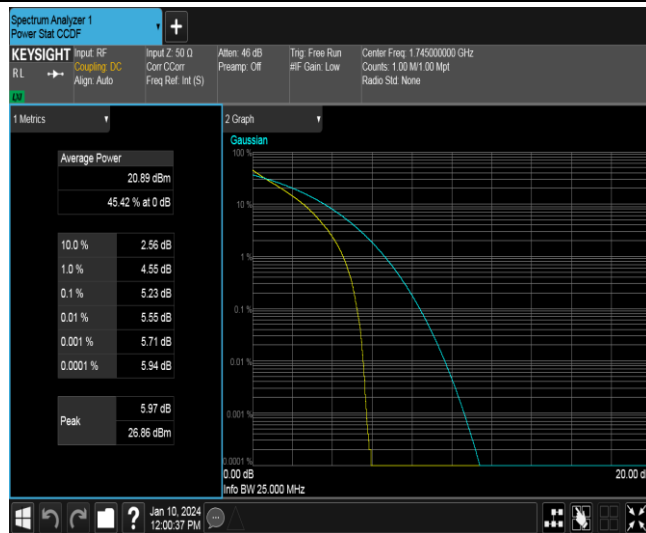 Spectrum Analyzer 1
Power Stat CCDF
+
KEYSIGHT
RL
LV
Input: RF
Coupling: DC
Align: Auto
Input Z: 50 Ω
Corr CCorr
Freq Ref: Int (S)
Atten: 46 dB
Preamp: Off
Trig: Free Run
#IF Gain: Low
Center Freq: 1.745000000 GHz
Counts: 1.00 M/1.00 Mpt
Radio Std: None
1 Metrics
Average Power
20.89 dBm
45.42 % at 0 dB
10.0 % 2.56 dB
1.0 % 4.55 dB
0.1 % 5.23 dB
0.01 % 5.55 dB
0.001 % 5.71 dB
0.0001 % 5.94 dB
Peak
5.97 dB
26.86 dBm
2 Graph
Gaussian
100 %
10 %
1 %
0.1 %
0.01 %
0.001 %
0.0001 %
0.00 dB
20.00 d
Info BW 25.000 MHz
?
Jan 10, 2024
12:00:37 PM